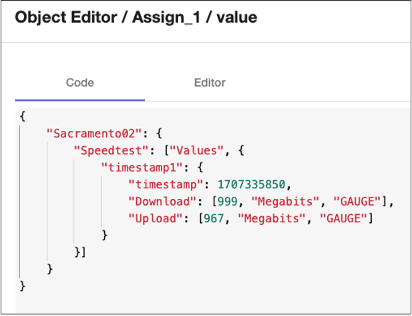 Object Editor / Assign_1 / value
Code Editor
{
"Sacramento02": {
"Speedtest": ["Values", {
"timestamp1": {
"timestamp": 1707335850,
"Download": [999, "Megabits", "GAUGE"],
"Upload": [967, "Megabits", "GAUGE"]
}
}]
}
}